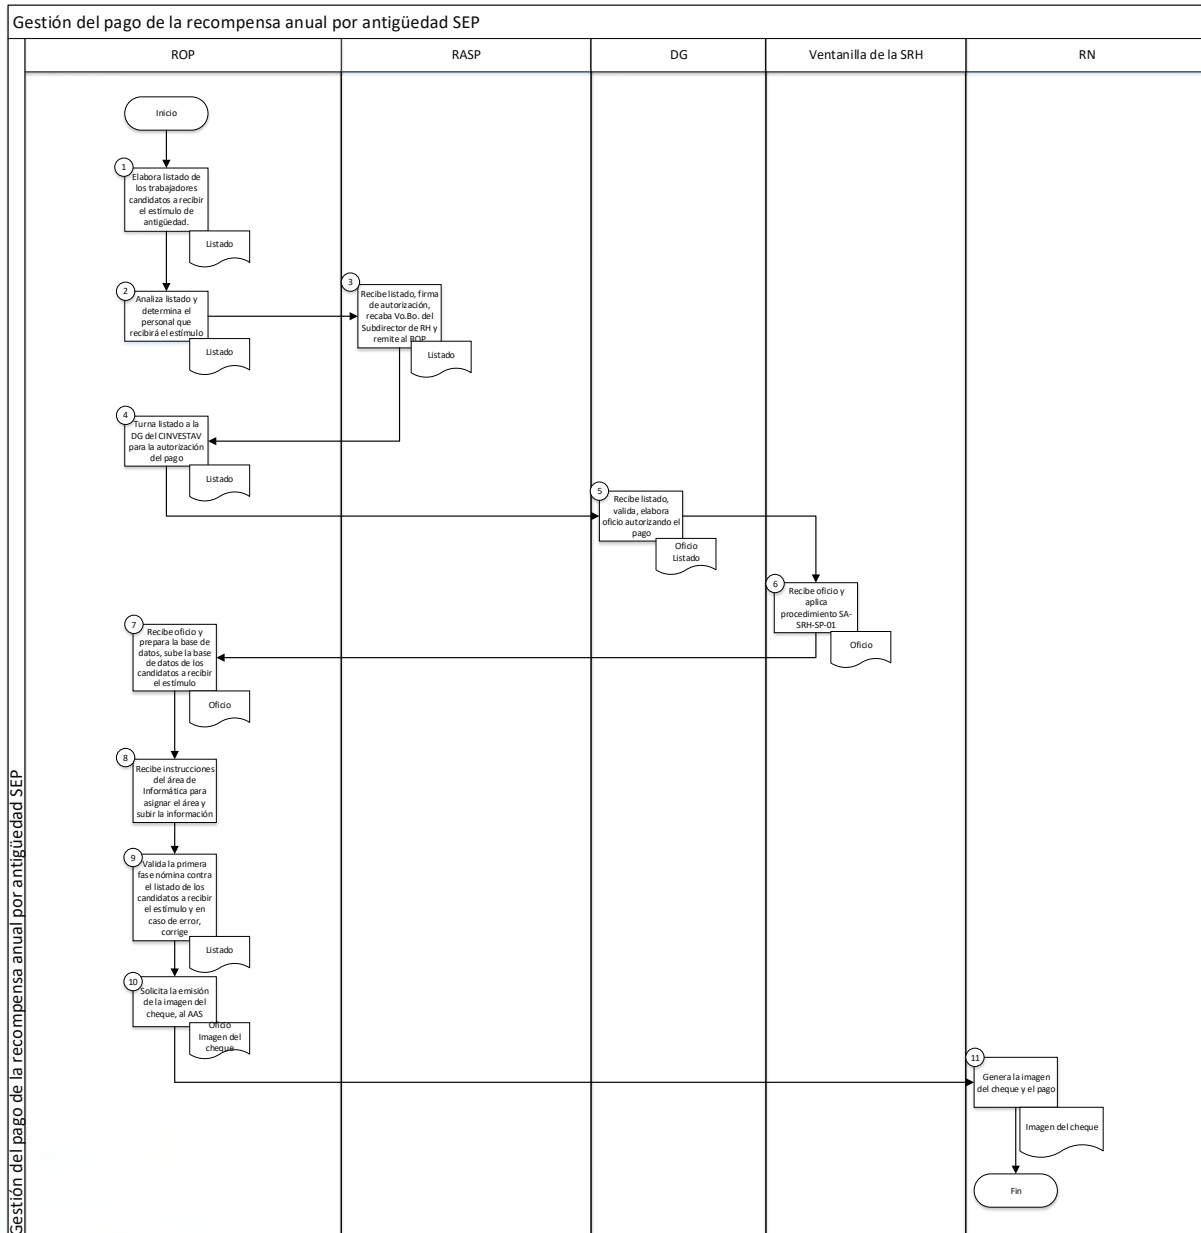 Gestión del pago de la recompensa anual por antigüedad SEP
ROP
RASP
DG
Ventanilla de la SRH
RN
Gestión del pago de la recompensa anual por antigüedad SEP
Inicio
1
Elabora listado de
los trabajadores
candidatos a recibir
el estímulo de
antigüedad.
Listado
2
Analiza listado y
determina el
personal que
recibirá el estímulo
Listado
3
Recibe listado, firma
de autorización,
recaba Vo.Bo. del
Subdirector de RH y
remite al ROP
Listado
4
Turna listado a la
DG del CINVESTAV
para la autorización
del pago
Listado
5
Recibe listado,
valida, elabora
oficio autorizando el
pago
Oficio
Listado
6
Recibe oficio y
aplica
procedimiento SA-
SRH-SP-01
Oficio
7
Recibe oficio y
prepara la base de
datos, sube la base
de datos de los
candidatos a recibir
el estímulo
Oficio
8
Recibe instrucciones
del área de
Informática para
asignar el área y
subir la información
9
Valida la primera
fase nómina contra
el listado de los
candidatos a recibir
el estímulo y en
caso de error,
corrige
Listado
10
Solicita la emisión
de la imagen del
cheque, al AAS
Oficio
Imagen del
cheque
11
Genera la imagen
del cheque y el pago
Imagen del cheque
Fin